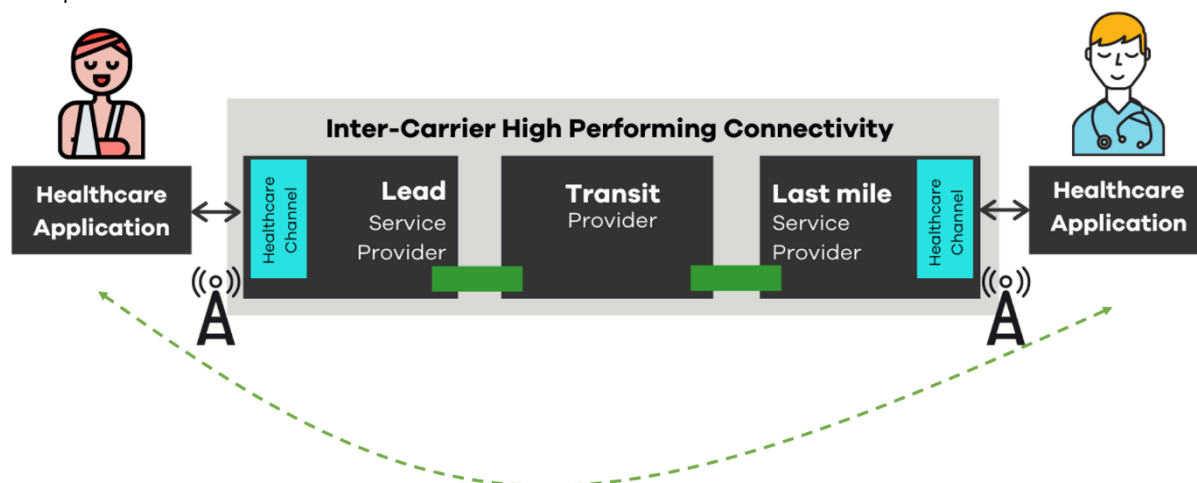 Inter-Carrier High Performing Connectivity
Healthcare
Application
Healthcare
Channel
Lead
Service
Provider
Transit
Provider
Last mile
Service
Provider
Healthcare
Channel
Healthcare
Application